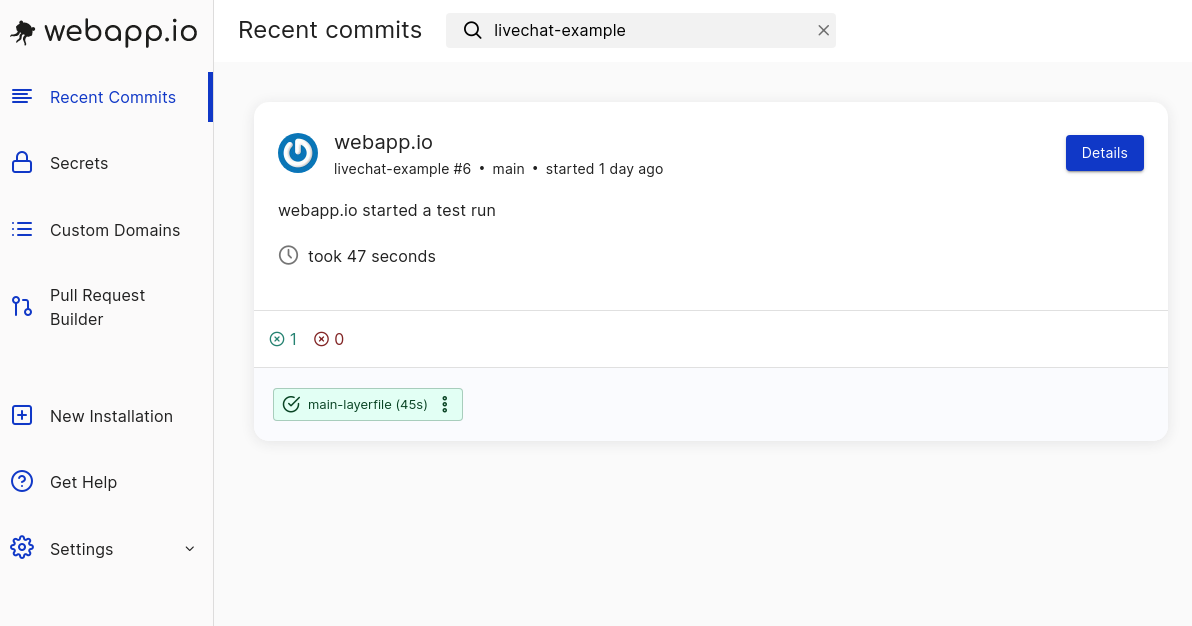 webapp.io
Recent commits
livechat-example
Recent Commits
Secrets
Custom Domains
Pull Request
Builder
New Installation
Get Help
Settings
webapp.io
livechat-example #6 • main • started 1 day ago
Details
webapp.io started a test run
took 47 seconds
1 0
main-layerfile (45s)